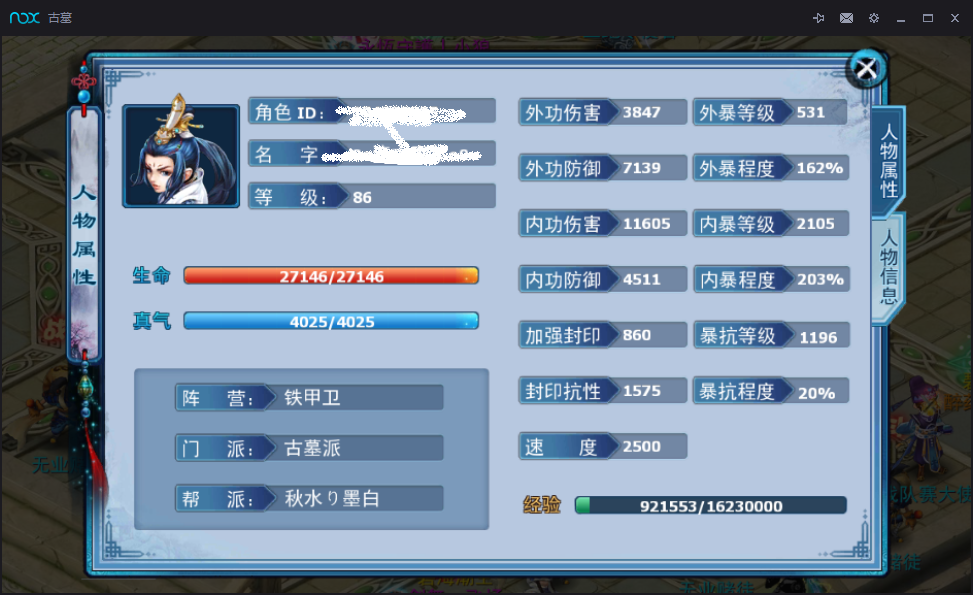 nox 古墓
人物属性
角色 ID:
名 字
等 级: 86
生命 27146/27146
真气 4025/4025
阵 营: 铁甲卫
门 派: 古墓派
帮 派: 秋水り墨白
外功伤害 3847 外暴等级 531
外功防御 7139 外暴程度 162%
内功伤害 11605 内暴等级 2105
内功防御 4511 内暴程度 203%
加强封印 860 暴抗等级 1196
封印抗性 1575 暴抗程度 20%
速 度 2500
经验 921553/16230000
人物属性
人物信息
无业